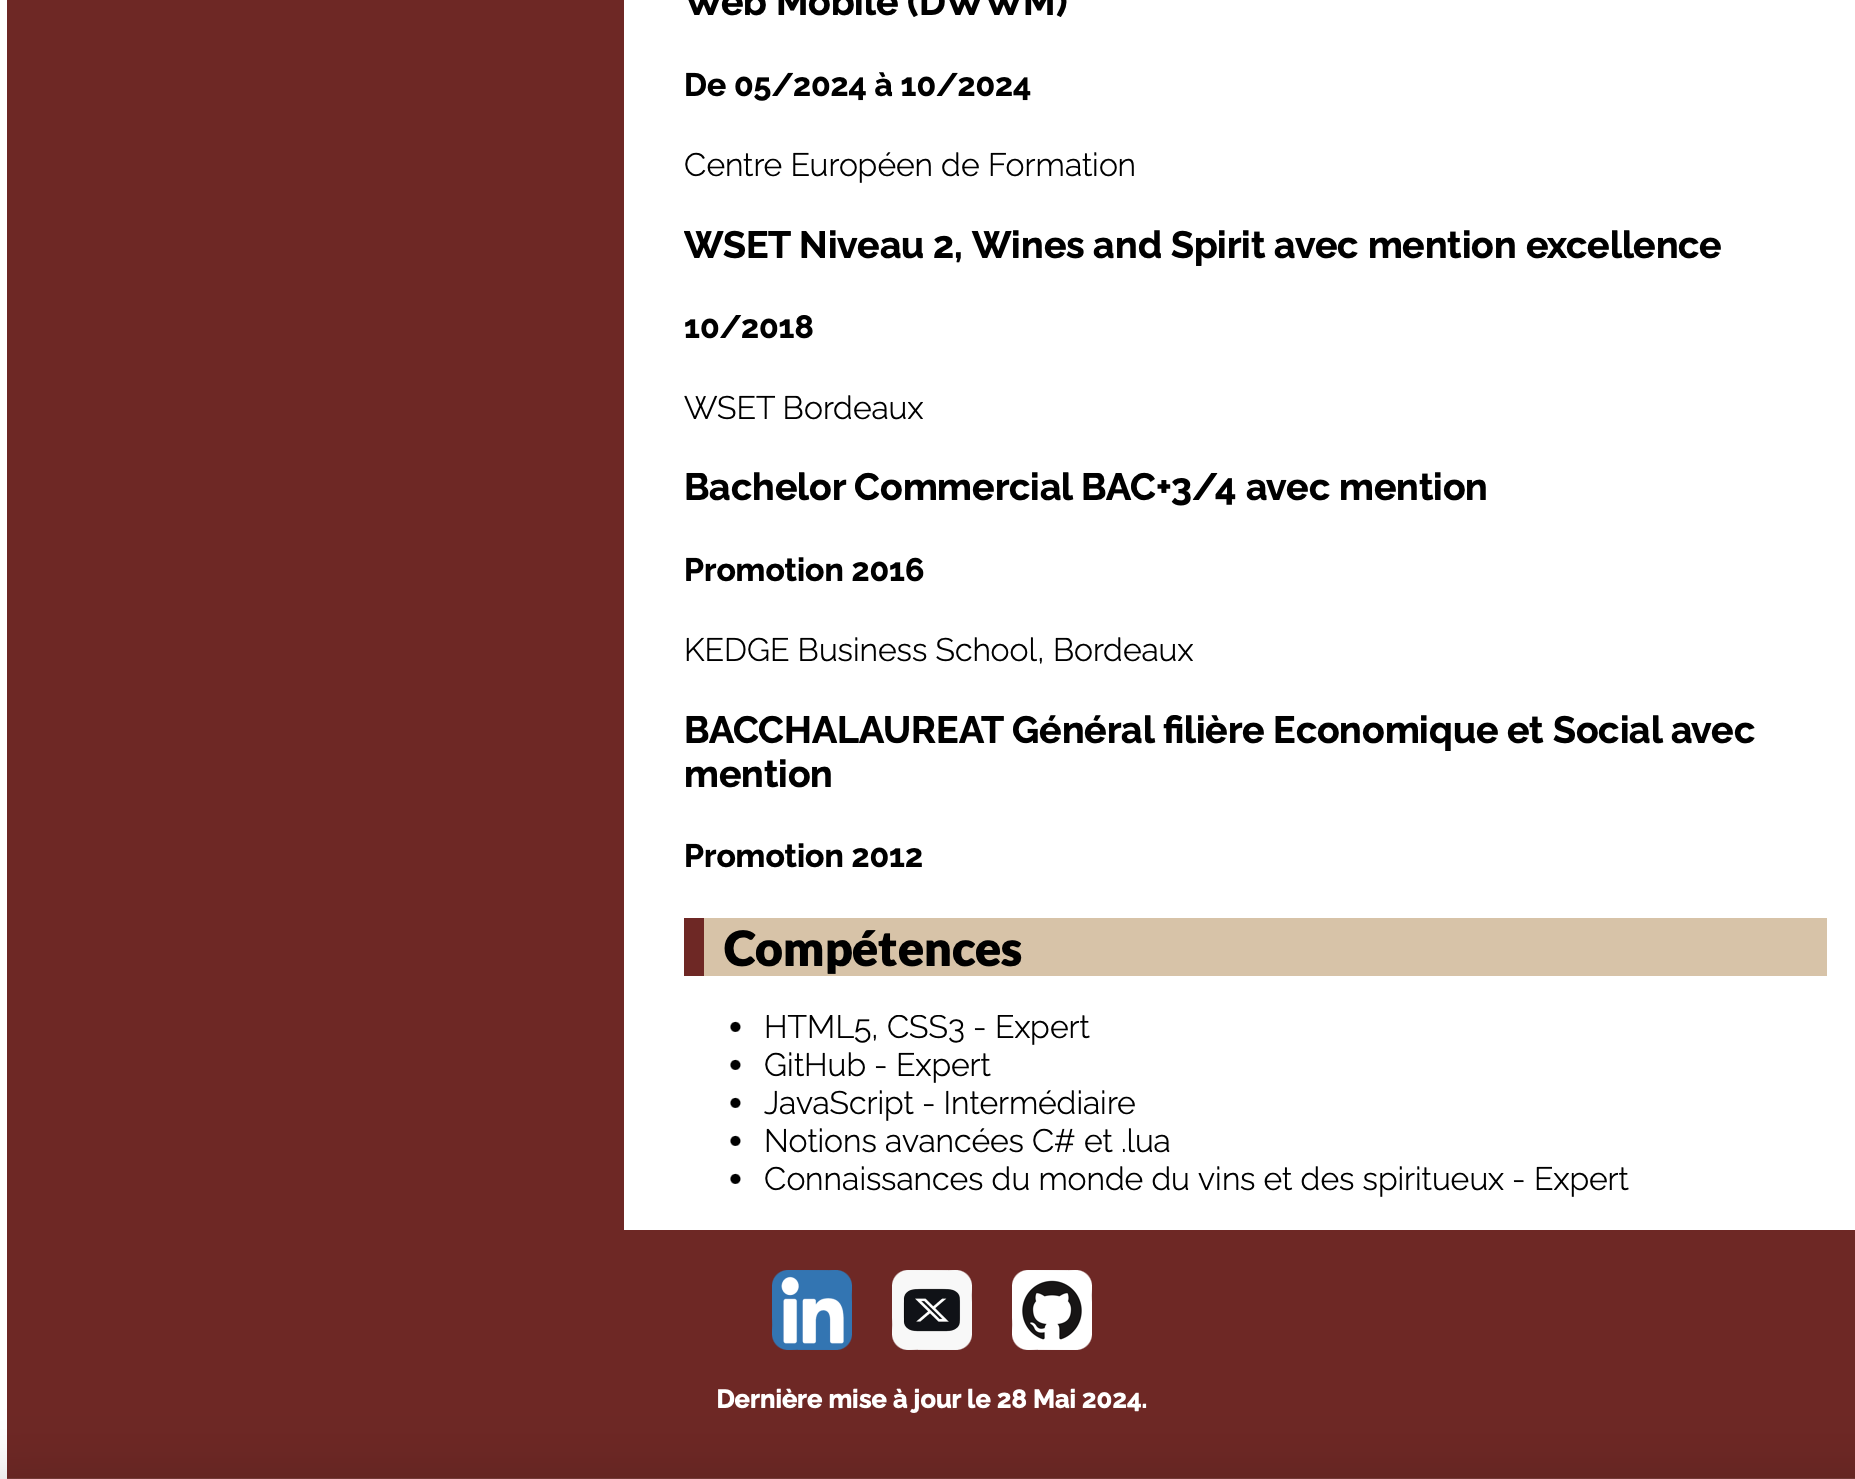 Web Mobile (DWWM)
De 05/2024 à 10/2024
Centre Européen de Formation
WSET Niveau 2, Wines and Spirit avec mention excellence
10/2018
WSET Bordeaux
Bachelor Commercial BAC+3/4 avec mention
Promotion 2016
KEDGE Business School, Bordeaux
BACCHALAUREAT Général filière Economique et Social avec
mention
Promotion 2012
Compétences
• HTML5, CSS3 - Expert
• GitHub - Expert
• JavaScript - Intermédiaire
• Notions avancées C# et .lua
• Connaissances du monde du vins et des spiritueux - Expert
in X
Dernière mise à jour le 28 Mai 2024.